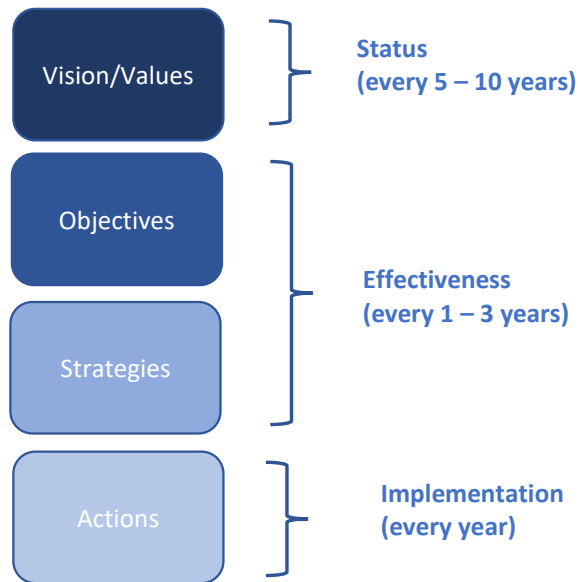 Vision/Values
Status
(every 5 – 10 years)
Objectives
Effectiveness
(every 1 – 3 years)
Strategies
Actions
Implementation
(every year)